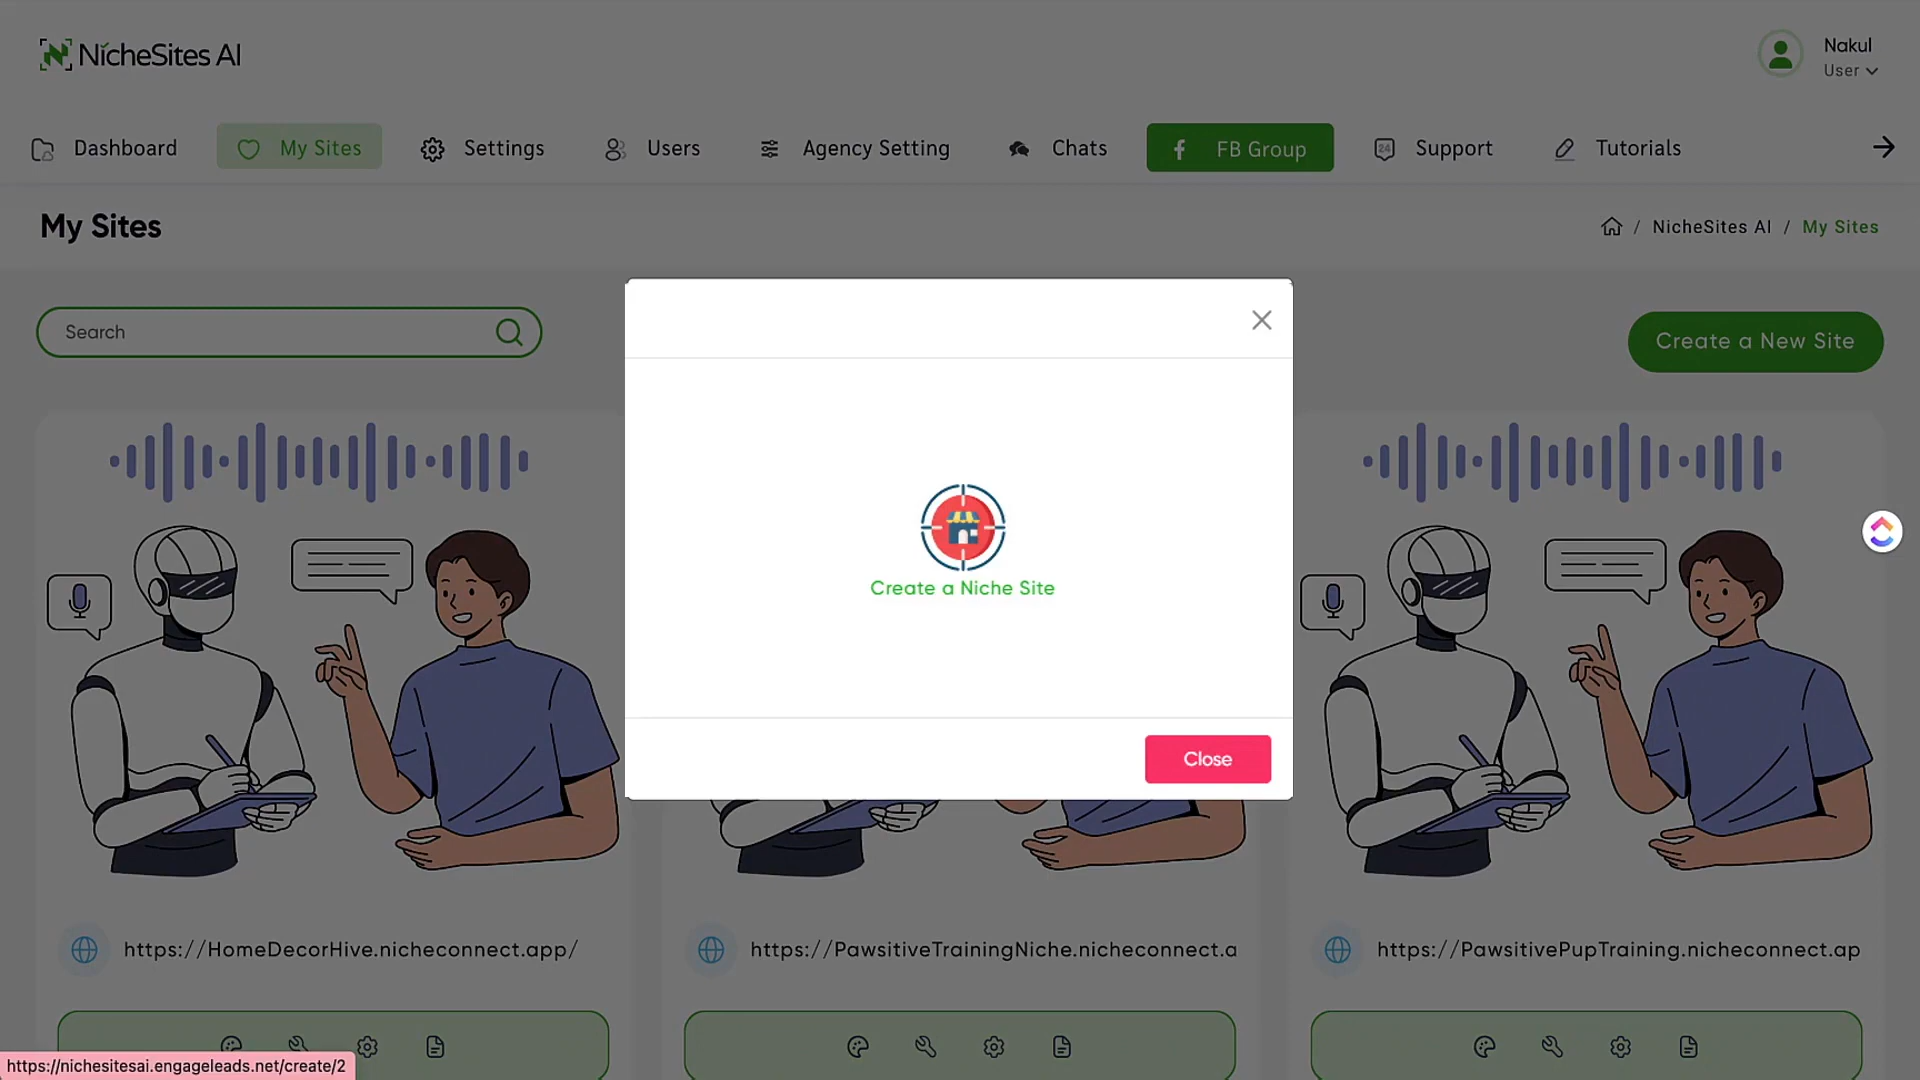 NicheSites AI
Nakul
User
Dashboard
My Sites
Settings
Users
Agency Setting
Chats
FB Group
24
Support
Tutorials
My Sites
/ NicheSites AI / My Sites
Search
Create a New Site
Create a Niche Site
Close
https://HomeDecorHive.nicheconnect.app/
https://PawsitiveTrainingNiche.nicheconnect.a
https://PawsitivePupTraining.nicheconnect.ap
https://nichesitesai.engageleads.net/create/2